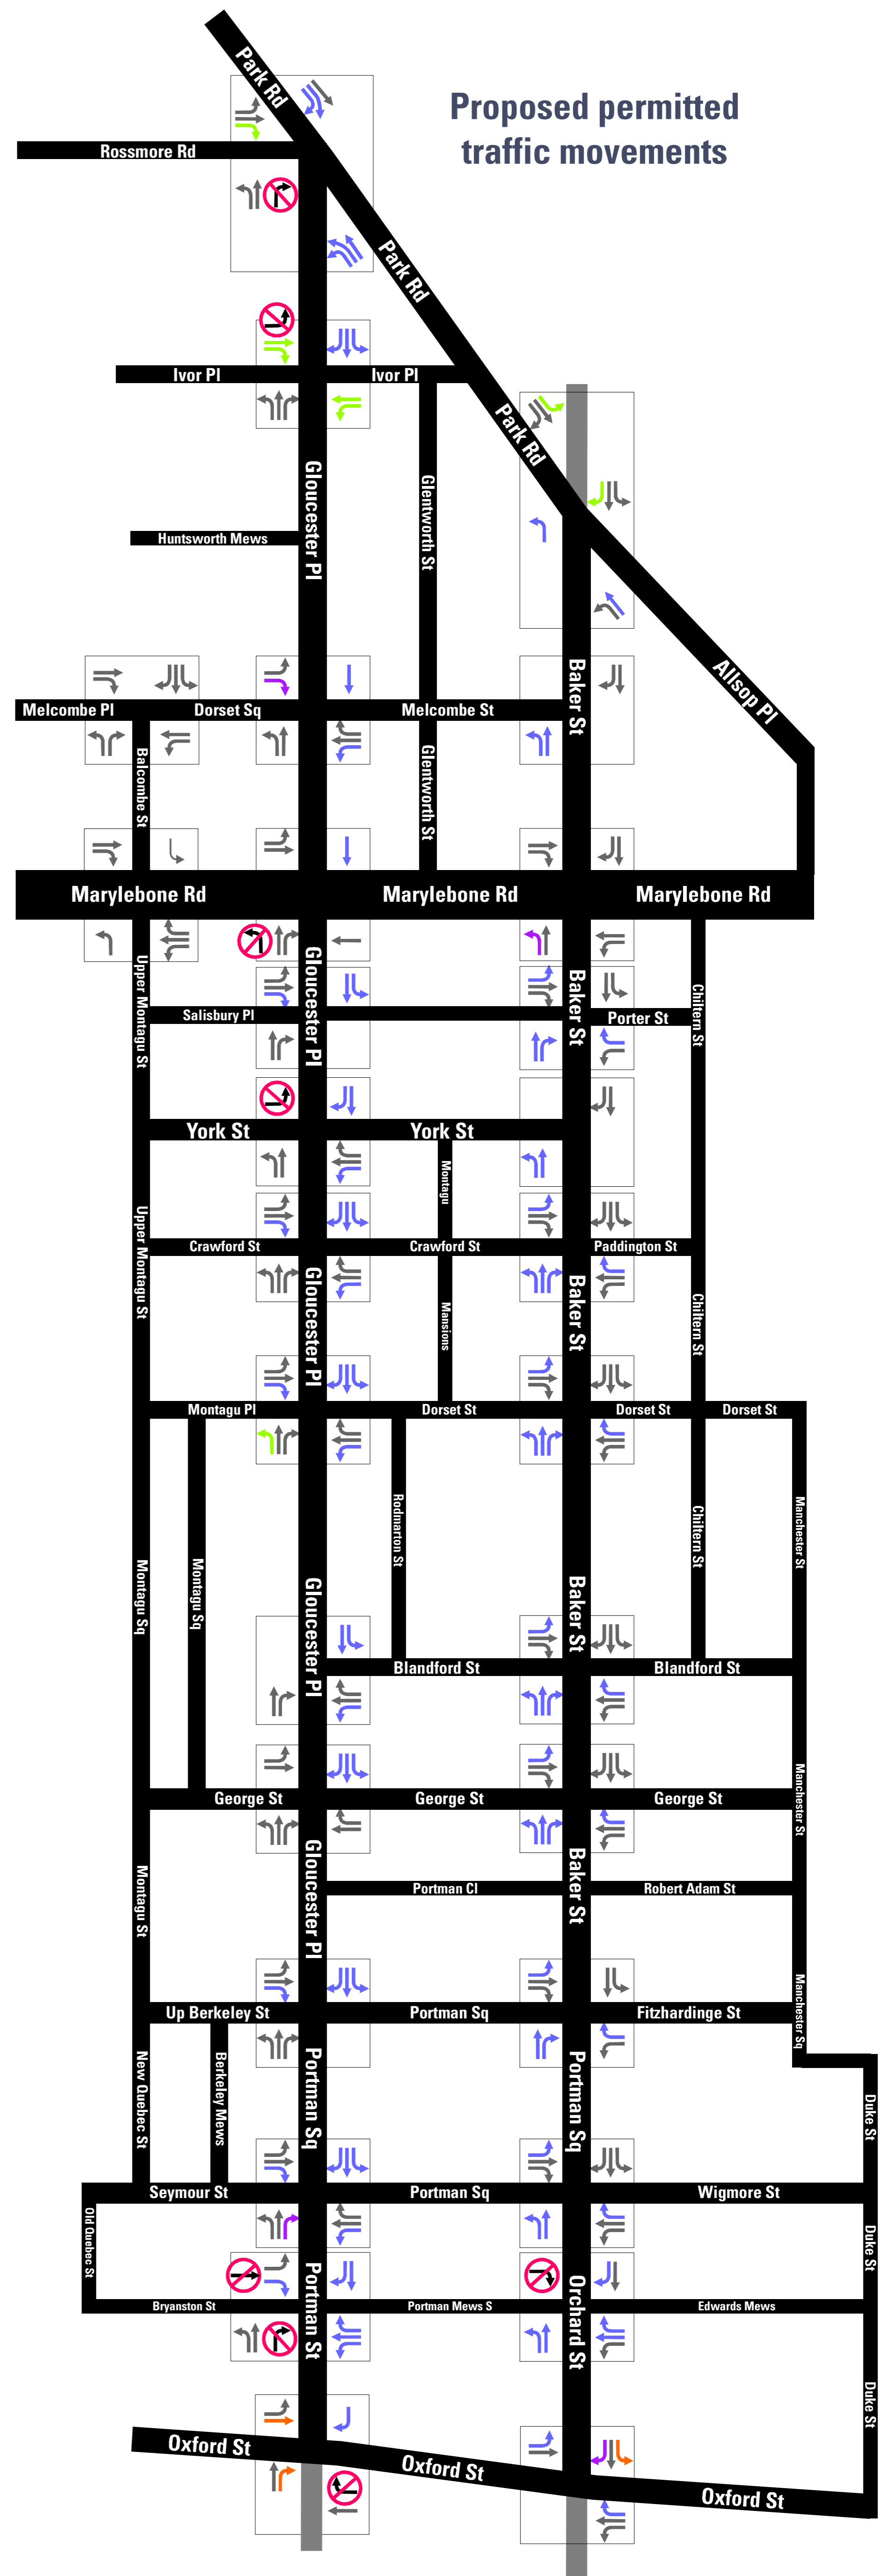 Park Rd
Proposed permitted
traffic movements
Rossmore Rd
Park Rd
Ivor Pl
Ivor Pl
Park Rd
Gloucester Pl
Glentworth St
Huntsworth Mews
Baker St
Allsop Pl
Melcombe Pl
Dorset Sq
Melcombe St
Balcombe St
Glentworth St
Marylebone Rd
Marylebone Rd
Marylebone Rd
Upper Montagu St
Gloucester Pl
Baker St
Chiltern St
Salisbury Pl
Porter St
York St
York St
Montagu
Upper Montagu St
Crawford St
Crawford St
Paddington St
Gloucester Pl
Mansions
Baker St
Chiltern St
Montagu Pl
Dorset St
Dorset St
Dorset St
Montagu Sq
Montagu Sq
Gloucester Pl
Rodmarton St
Baker St
Chiltern St
Manchester St
Blandford St
Blandford St
George St
George St
George St
Manchester St
Montagu St
Gloucester Pl
Baker St
Portman Cl
Robert Adam St
Manchester Sq
Up Berkeley St
Portman Sq
Fitzhardinge St
New Quebec St
Berkeley Mews
Portman Sq
Portman Sq
Duke St
Seymour St
Portman Sq
Wigmore St
Old Quebec St
Portman St
Orchard St
Duke St
Bryanston St
Portman Mews S
Edwards Mews
Duke St
Oxford St
Oxford St
Oxford St